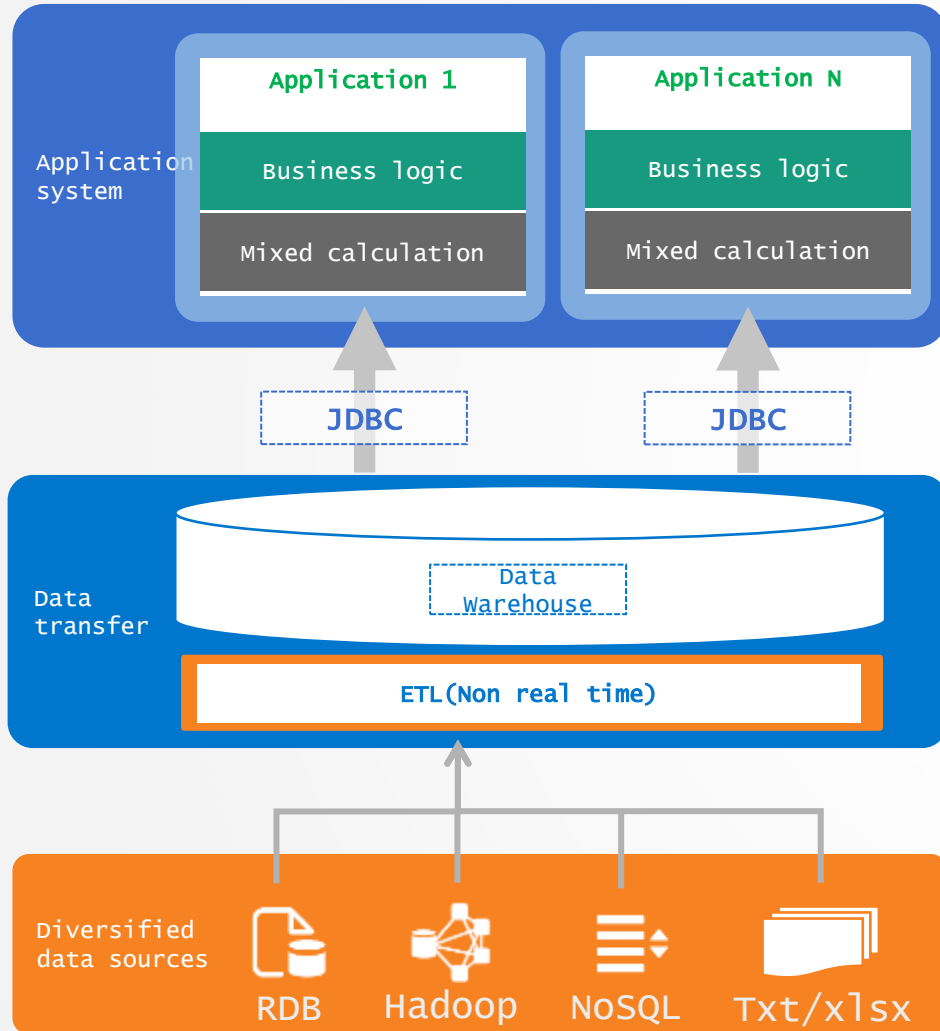 Application 1
Application N
Application
system
Business logic
Business logic
Mixed calculation
Mixed calculation
JDBC
JDBC
Data
Warehouse
Data
transfer
ETL(Non real time)
Diversified
data sources
RDB
Hadoop
NoSQL
Txt/xlsx